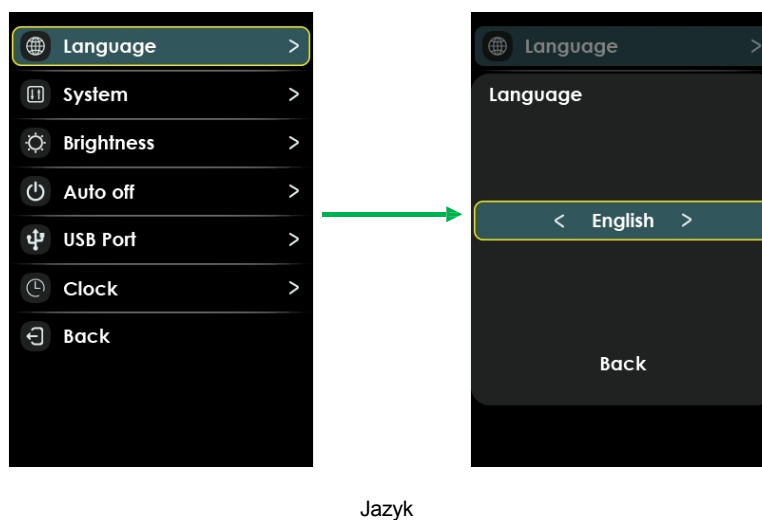 Language >
System >
Brightness >
Auto off >
USB Port >
Clock >
Back
Language >
Language
< English >
Back
Jazyk